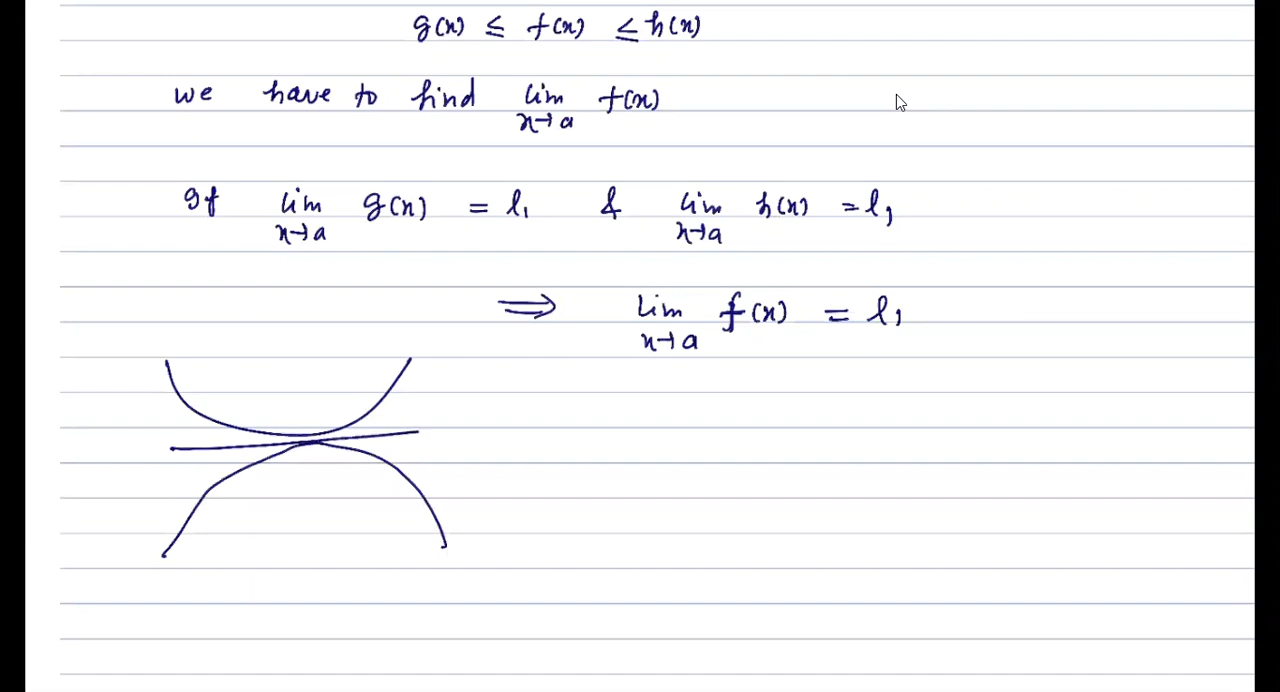 g(x) ≤ f(x) ≤ h(x)
we have to find lim x→a f(x)
If lim x→a g(x) = l₁ & lim x→a h(x) = l₁
⟹ lim x→a f(x) = l₁